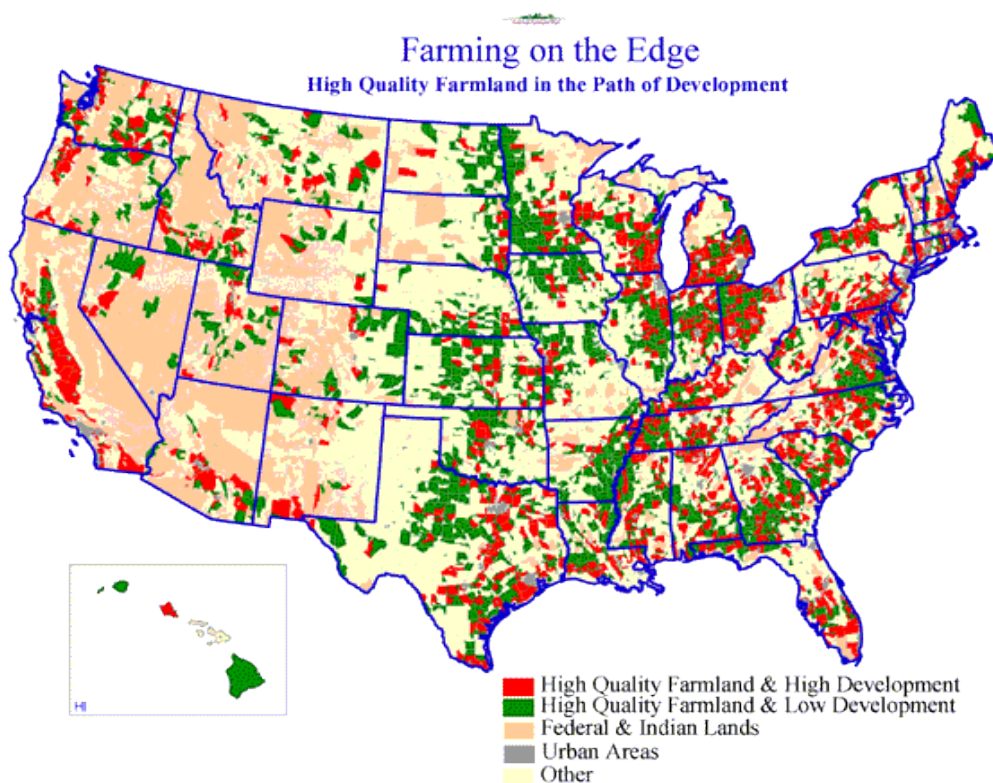 Farming on the Edge
High Quality Farmland in the Path of Development
HI
High Quality Farmland & High Development
High Quality Farmland & Low Development
Federal & Indian Lands
Urban Areas
Other